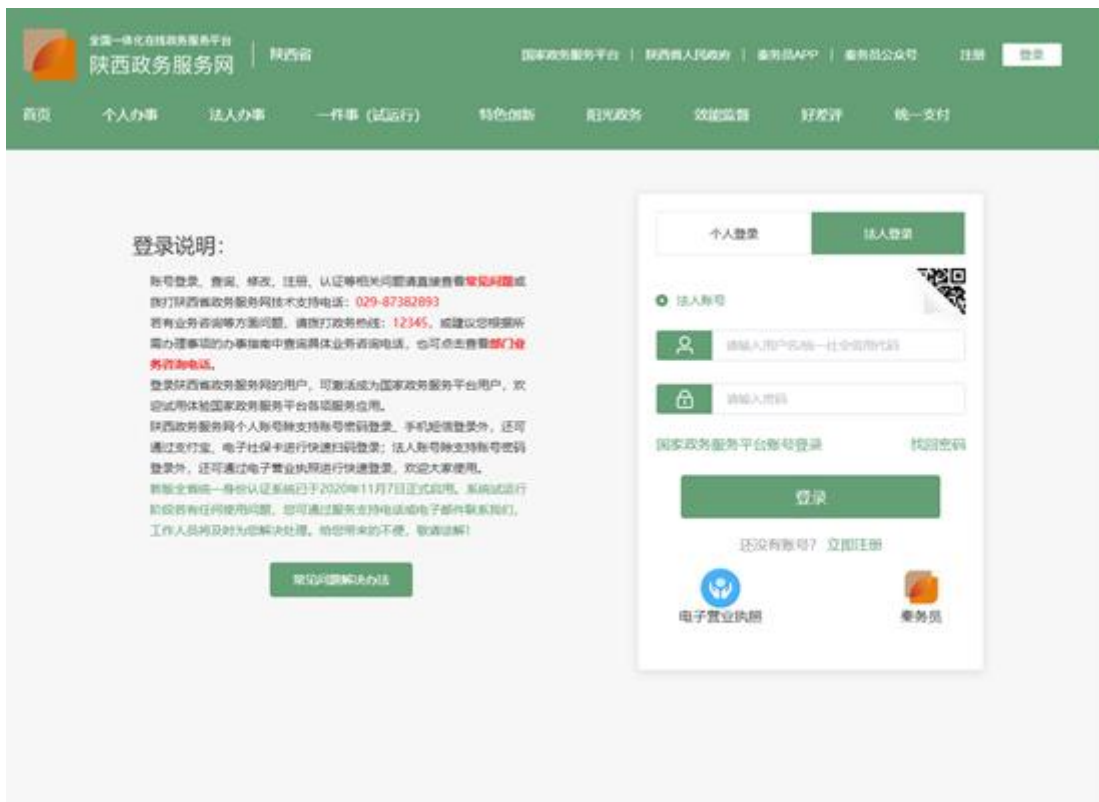 全国一体化在线政务服务平台
陕西政务服务网
陕西省
国家政务服务平台 | 陕西省人民政府 | 秦务员APP | 秦务员公众号 注册 登录
首页 个人办事 法人办事 一件事（试运行） 特色创新 阳光政务 效能监督 好差评 统一支付
登录说明：
账号登录、查询、修改、注册、认证等相关问题请直接查看常见问题或
拨打陕西省政务服务网技术支持电话：029-87382893
若有业务咨询等方面问题，请拨打政务热线：12345，或建议您根据所
需办理事项的办事指南中查询具体业务咨询电话，也可点击查看部门业
务咨询电话。
登录陕西省政务服务网的用户，可激活成为国家政务服务平台用户，欢
迎试用体验国家政务服务平台各项服务应用。
陕西政务服务网个人账号除支持账号密码登录、手机短信登录外，还可
通过支付宝、电子社保卡进行快速扫码登录；法人账号除支持账号密码
登录外，还可通过电子营业执照进行快速登录，欢迎大家使用。
新版全省统一身份认证系统已于2020年11月7日正式启用。系统试运行
阶段若有任何使用问题，您可通过服务支持电话或电子邮件联系我们，
工作人员将及时为您解决处理。给您带来的不便，敬请谅解！
常见问题解决办法
个人登录 法人登录
法人账号
请输入用户名/统一社会信用代码
请输入密码
国家政务服务平台账号登录 找回密码
登录
还没有账号？ 立即注册
电子营业执照 秦务员